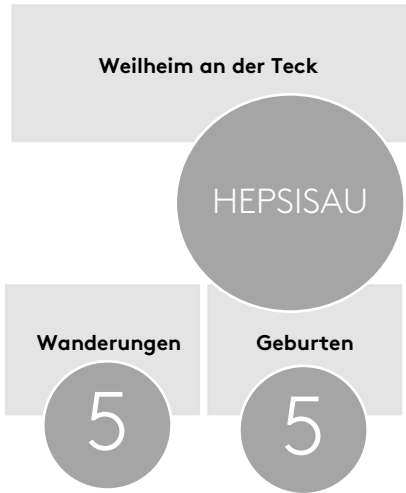 Weilheim an der Teck
HEPSISAU
Wanderungen
Geburten
5
5